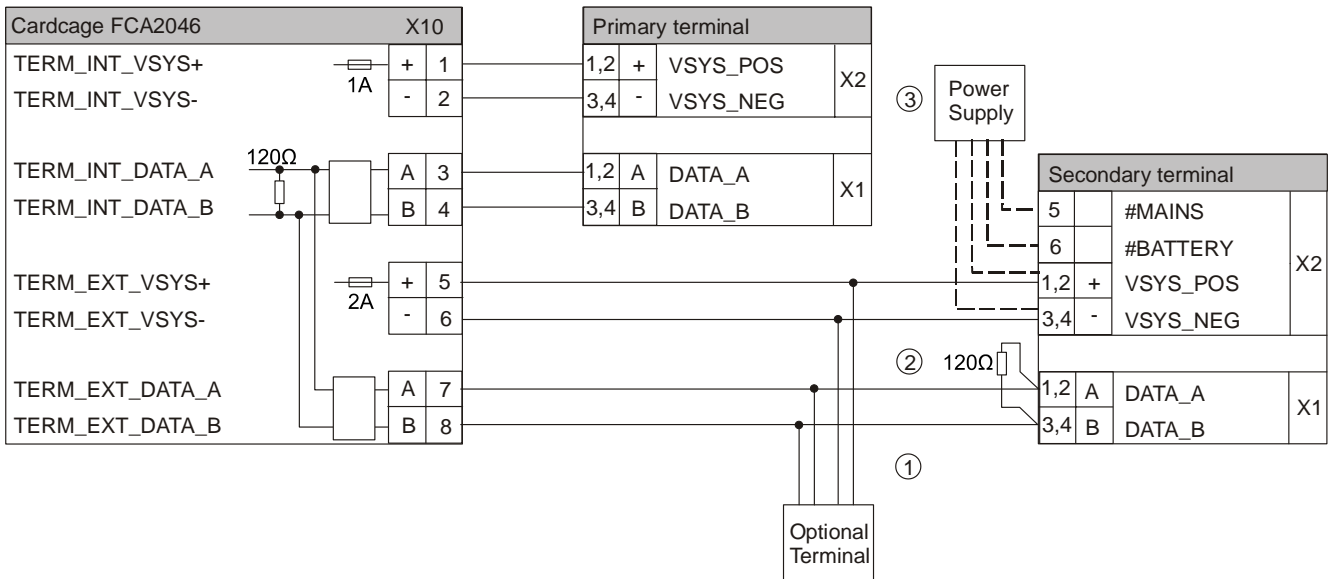 Cardcage FCA2046 X10
TERM_INT_VSYS+ 1A + 1
TERM_INT_VSYS- - 2
TERM_INT_DATA_A 120Ω A 3
TERM_INT_DATA_B B 4
TERM_EXT_VSYS+ 2A + 5
TERM_EXT_VSYS- - 6
TERM_EXT_DATA_A A 7
TERM_EXT_DATA_B B 8
Primary terminal
1,2 + VSYS_POS X2
3,4 - VSYS_NEG
1,2 A DATA_A X1
3,4 B DATA_B
③ Power
Supply
Secondary terminal
5 #MAINS
6 #BATTERY X2
1,2 + VSYS_POS
3,4 - VSYS_NEG
② 120Ω
1,2 A DATA_A X1
3,4 B DATA_B
①
Optional
Terminal